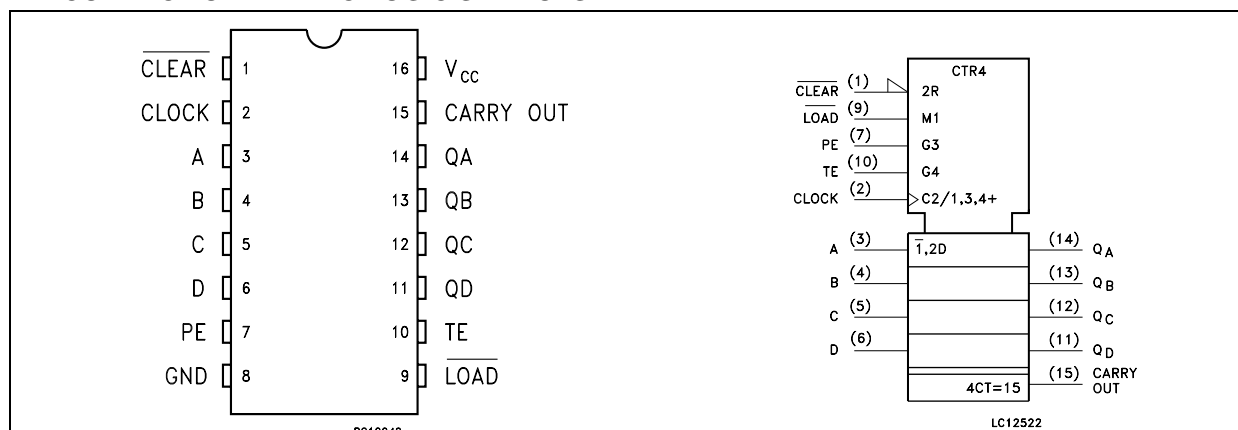 CLEAR 1 16 VCC
CLOCK 2 15 CARRY OUT
A 3 14 QA
B 4 13 QB
C 5 12 QC
D 6 11 QD
PE 7 10 TE
GND 8 9 LOAD
CTR4
CLEAR (1) 2R
LOAD (9) M1
PE (7) G3
TE (10) G4
CLOCK (2) C2/1,3,4+
A (3) 1,2D (14) QA
B (4) (13) QB
C (5) (12) QC
D (6) (11) QD
4CT=15 (15) CARRY
OUT
LC12522